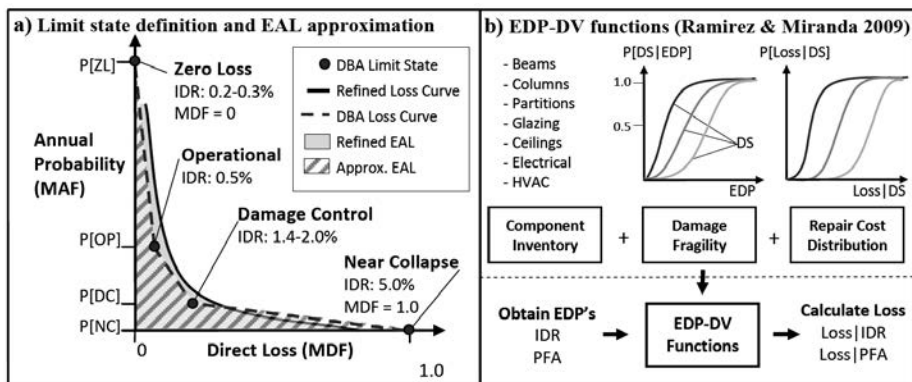 a) Limit state definition and EAL approximation
P[ZL]
Zero Loss
IDR: 0.2-0.3%
MDF = 0
DBA Limit State
Refined Loss Curve
DBA Loss Curve
Refined EAL
Approx. EAL
Annual
Probability
(MAF)
Operational
IDR: 0.5%
Damage Control
IDR: 1.4-2.0%
P[OP]
Near Collapse
IDR: 5.0%
MDF = 1.0
P[DC]
P[NC]
0
Direct Loss (MDF)
1.0
b) EDP-DV functions (Ramirez & Miranda 2009)
- Beams
- Columns
- Partitions
- Glazing
- Ceilings
- Electrical
- HVAC
P[DS|EDP]
1.0
0.5
DS
EDP
P[Loss|DS]
Loss|DS
Component
Inventory
+
Damage
Fragility
+
Repair Cost
Distribution
Obtain EDP's
IDR
PFA
EDP-DV
Functions
Calculate Loss
Loss|IDR
Loss|PFA